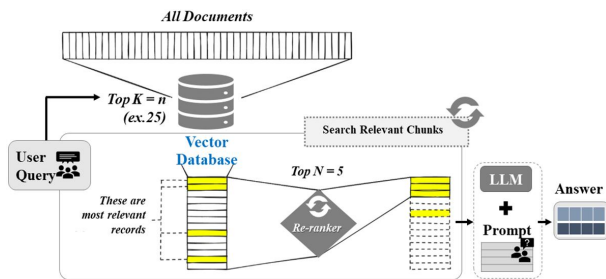 All Documents
Top K = n
(ex.25)
Search Relevant Chunks
User
Query
Vector
Database
Top N = 5
These are
most relevant
records
Re-ranker
LLM
+
Prompt
?
Answer